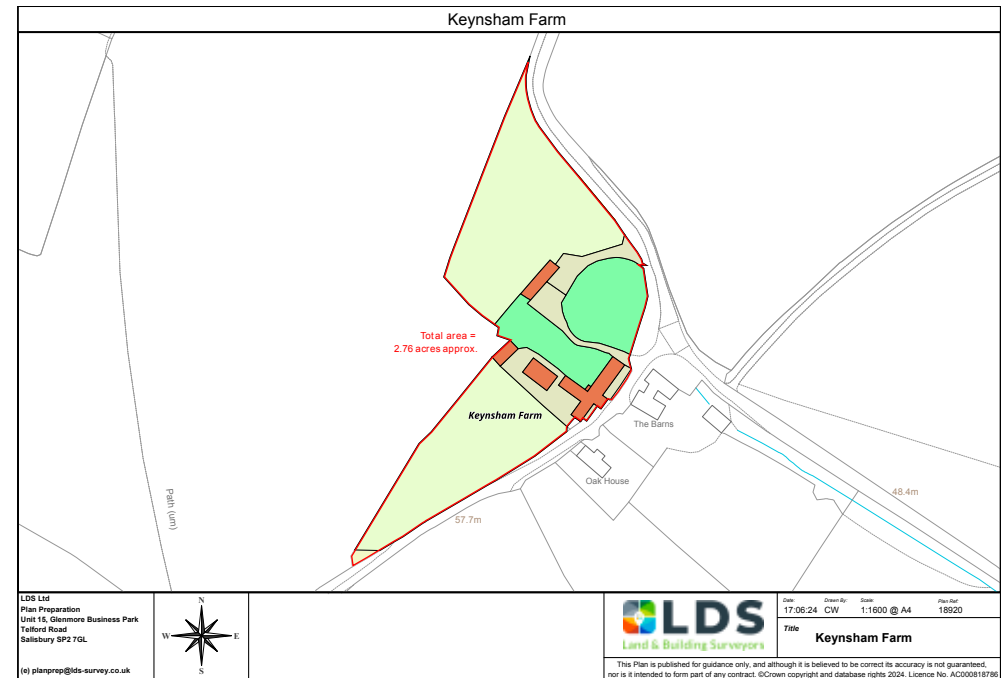 Keynsham Farm
Total area =
2.76 acres approx.
Keynsham Farm
The Barns
Oak House
48.4m
57.7m
Path (um)
LDS Ltd
Plan Preparation
Unit 15, Glenmore Business Park
Telford Road
Salisbury SP2 7GL
(e) planprep@lds-survey.co.uk
N
W
E
S
LDS
Land & Building Surveyors
Date: Drawn By: Scale: Plan Ref:
17:06:24 CW 1:1600 @ A4 18920
Title
Keynsham Farm
This Plan is published for guidance only, and although it is believed to be correct its accuracy is not guaranteed,
nor is it intended to form part of any contract. ©Crown copyright and database rights 2024. Licence No. AC000818786